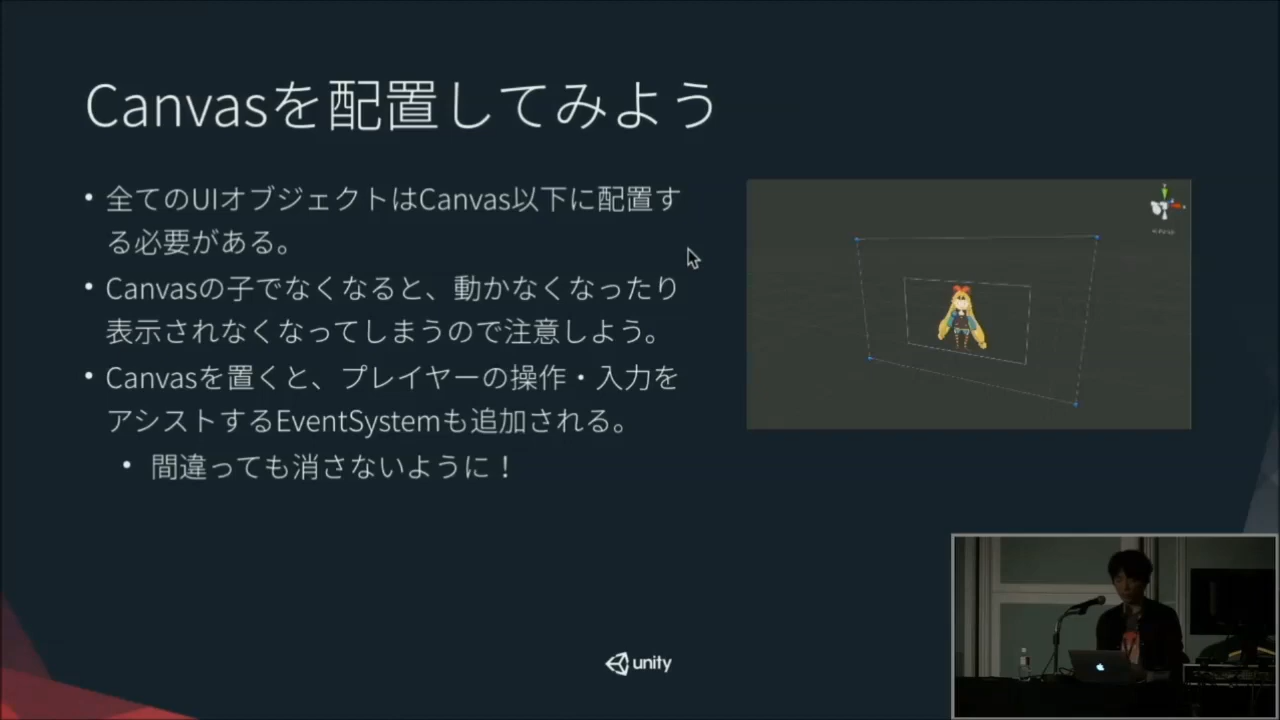 Canvasを配置してみよう
• 全てのUIオブジェクトはCanvas以下に配置す
る必要がある。
• Canvasの子でなくなると、動かなくなったり
表示されなくなってしまうので注意しよう。
• Canvasを置くと、プレイヤーの操作・入力を
アシストするEventSystemも追加される。
• 間違っても消さないように！
unity